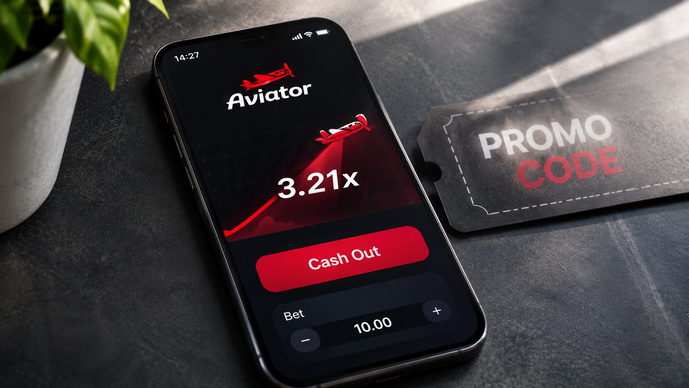 14:27
Aviator
3.21x
Cash Out
Bet
− 10.00 +
PROMO
CODE